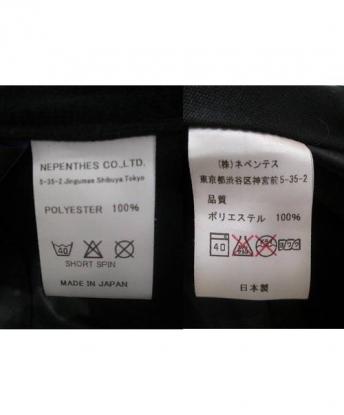 NEPENTHES CO.,LTD.
5-35-2 Jingumae Shibuya Tokyo
POLYESTER 100%
40
SHORT SPIN
MADE IN JAPAN
(株)ネペンテス
東京都渋谷区神宮前5-35-2
品質
ポリエステル 100%
40
日本製